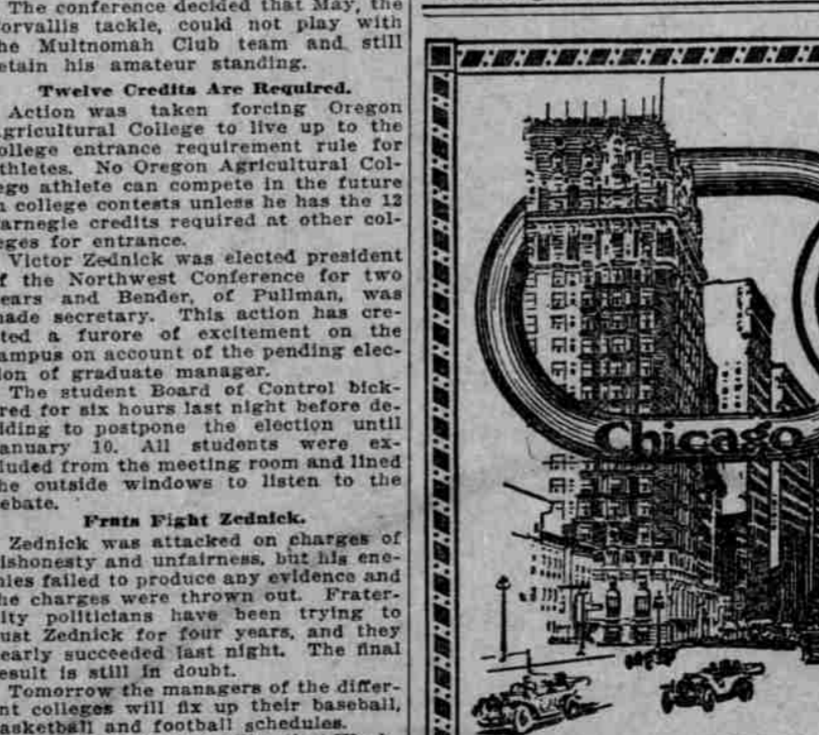 The conference decided that May, the
orvallis tackle, could not play with
he Multnomah Club team and still
etain his amateur standing.
Twelve Credits Are Required.
Action was taken forcing Oregon
gricultural College to live up to the
ollege entrance requirement rule for
thletes. No Oregon Agricultural Col-
ege athlete can compete in the future
n college contests unless he has the 12
arnegie credits required at other col-
eges for entrance.
Victor Zednick was elected president
f the Northwest Conference for two
ears and Bender, of Pullman, was
ade secretary. This action has cre-
ted a furore of excitement on the
ampus on account of the pending elec-
ion of graduate manager.
The student Board of Control bick-
red for six hours last night before de-
iding to postpone the election until
anuary 10. All students were ex-
luded from the meeting room and lined
he outside windows to listen to the
ebate.
Frats Fight Zednick.
Zednick was attacked on charges of
ishonesty and unfairness, but his ene-
ies failed to produce any evidence and
he charges were thrown out. Frater-
ity politicians have been trying to
ust Zednick for four years, and they
early succeeded last night. The final
esult is still in doubt.
Tomorrow the managers of the differ-
nt colleges will fix up their baseball,
asketball and football schedules.
Chicago